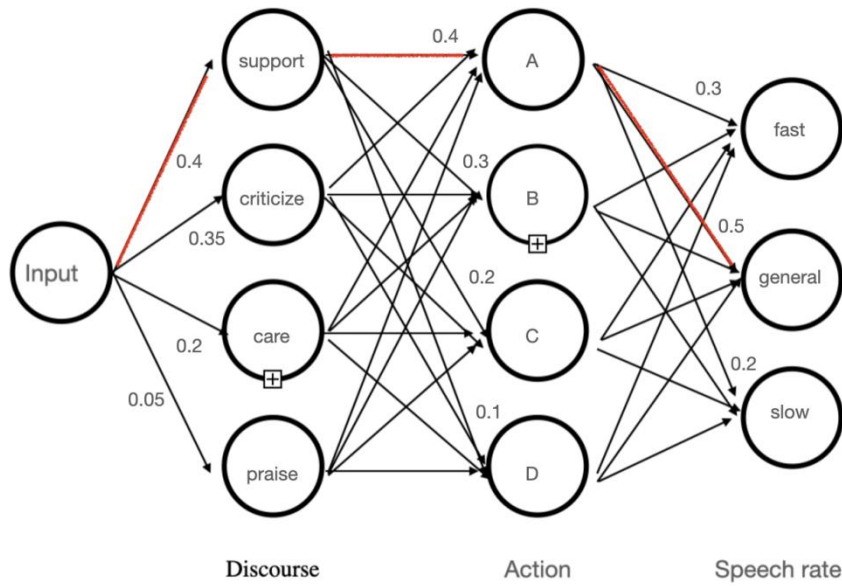 support
0.4
A
0.3
fast
0.4
criticize
0.3
B
0.35
0.5
Input
general
0.2
care
0.2
C
0.05
0.2
slow
0.1
praise
D
Discourse
Action
Speech rate